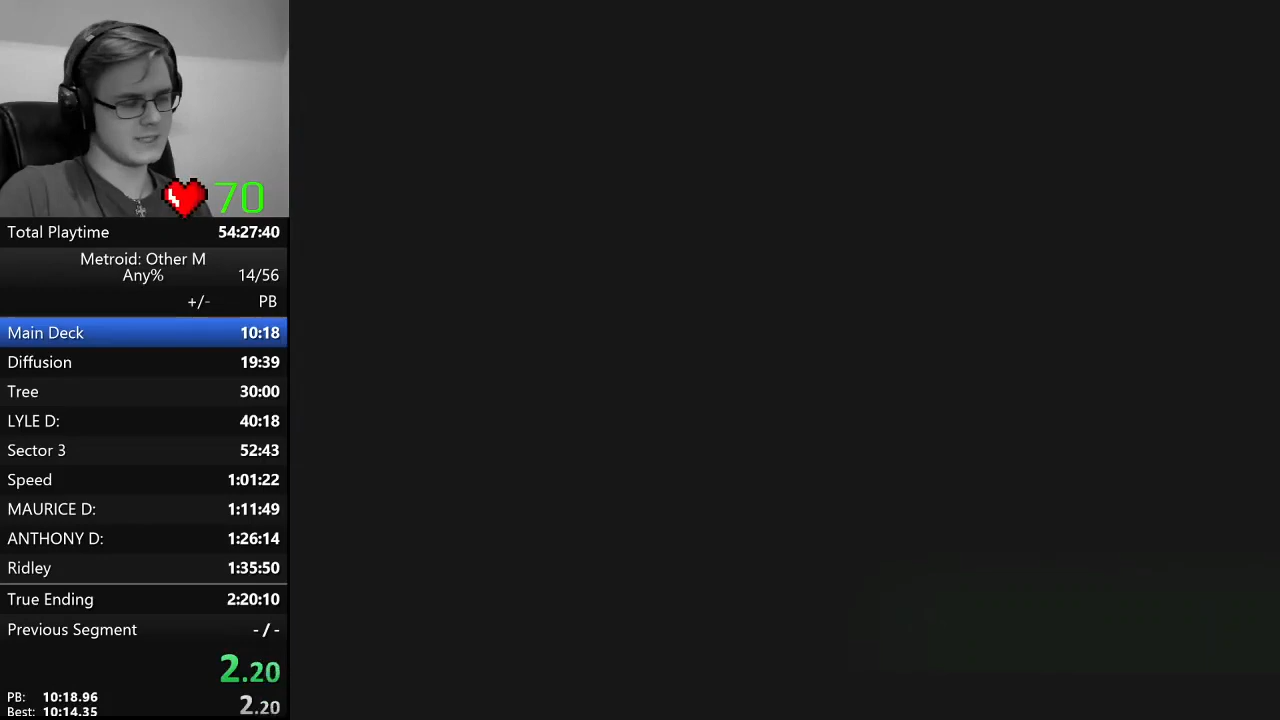 70
Total Playtime 54:27:40
Metroid: Other M
Any% 14/56
+/- PB
Main Deck 10:18
Diffusion 19:39
Tree 30:00
LYLE D: 40:18
Sector 3 52:43
Speed 1:01:22
MAURICE D: 1:11:49
ANTHONY D: 1:26:14
Ridley 1:35:50
True Ending 2:20:10
Previous Segment - / -
2.20
PB: 10:18.96
Best: 10:14.35 2.20